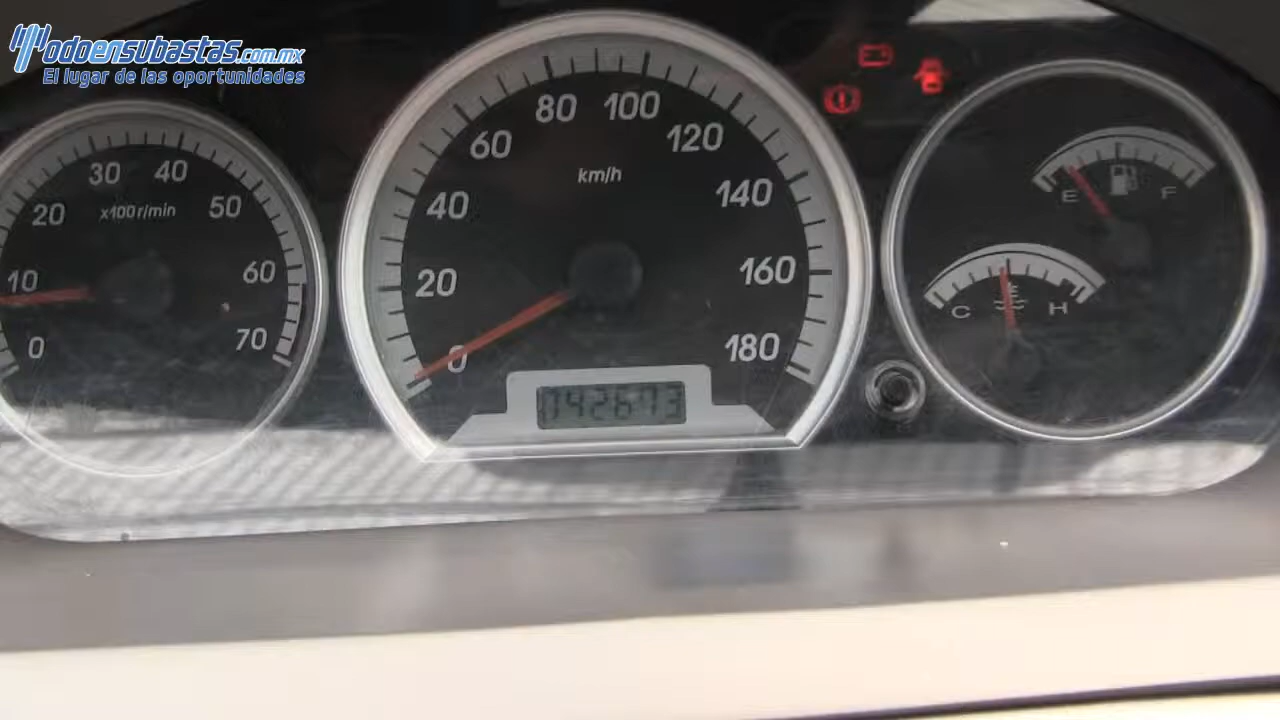 Todoensubastas.com.mx
El lugar de las oportunidades
0
10
20
30
40
50
60
70
x100r/min
0
20
40
60
80
100
120
140
160
180
km/h
042673
E
F
C
H